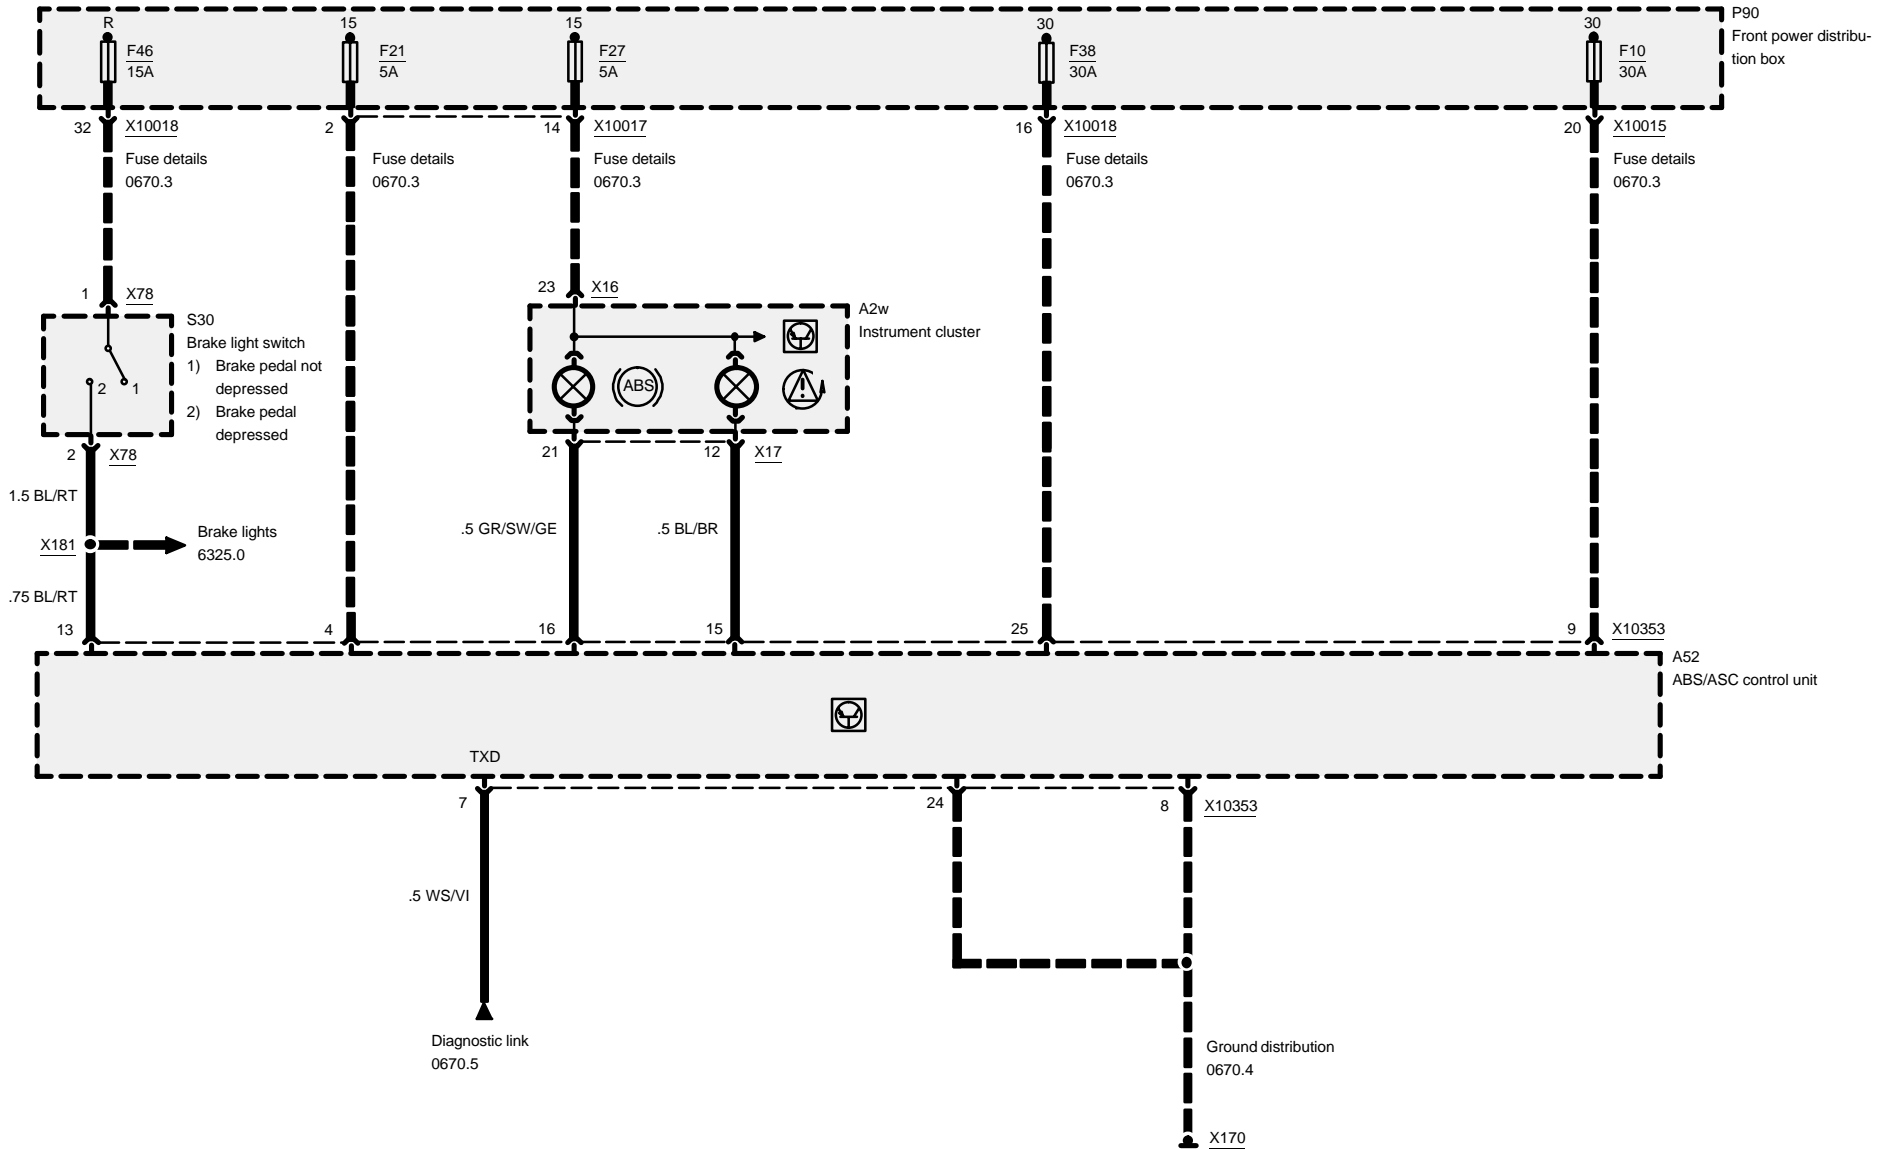 R
15
15
30
30
P90
Front power distribu-
tion box
F46
15A
F21
5A
F27
5A
F38
30A
F10
30A
32
X10018
2
14
X10017
16
X10018
20
X10015
Fuse details
0670.3
Fuse details
0670.3
Fuse details
0670.3
Fuse details
0670.3
Fuse details
0670.3
1
X78
23
X16
S30
Brake light switch
1) Brake pedal not
depressed
2) Brake pedal
depressed
2
1
A2w
Instrument cluster
ABS
!
2
X78
21
12
X17
1.5 BL/RT
X181
Brake lights
6325.0
.75 BL/RT
.5 GR/SW/GE
.5 BL/BR
13
4
16
15
25
9
X10353
A52
ABS/ASC control unit
TXD
7
24
8
X10353
.5 WS/VI
Diagnostic link
0670.5
Ground distribution
0670.4
X170